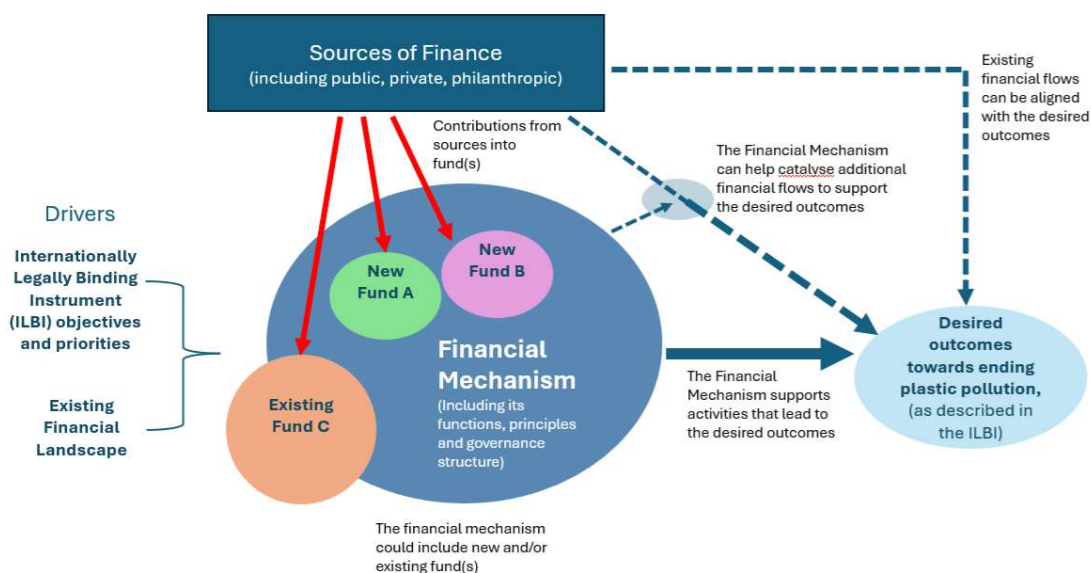 Sources of Finance
(including public, private, philanthropic)
Existing
financial flows
can be aligned
with the desired
outcomes
Contributions from
sources into
fund(s)
The Financial Mechanism
can help catalyse additional
financial flows to support
the desired outcomes
Drivers
Internationally
Legally Binding
Instrument
(ILBI) objectives
and priorities
Existing
Financial
Landscape
New
Fund A
New
Fund B
Existing
Fund C
Financial
Mechanism
(Including its
functions, principles
and governance
structure)
The Financial
Mechanism supports
activities that lead to
the desired outcomes
Desired
outcomes
towards ending
plastic pollution,
(as described in
the ILBI)
The financial mechanism
could include new and/or
existing fund(s)